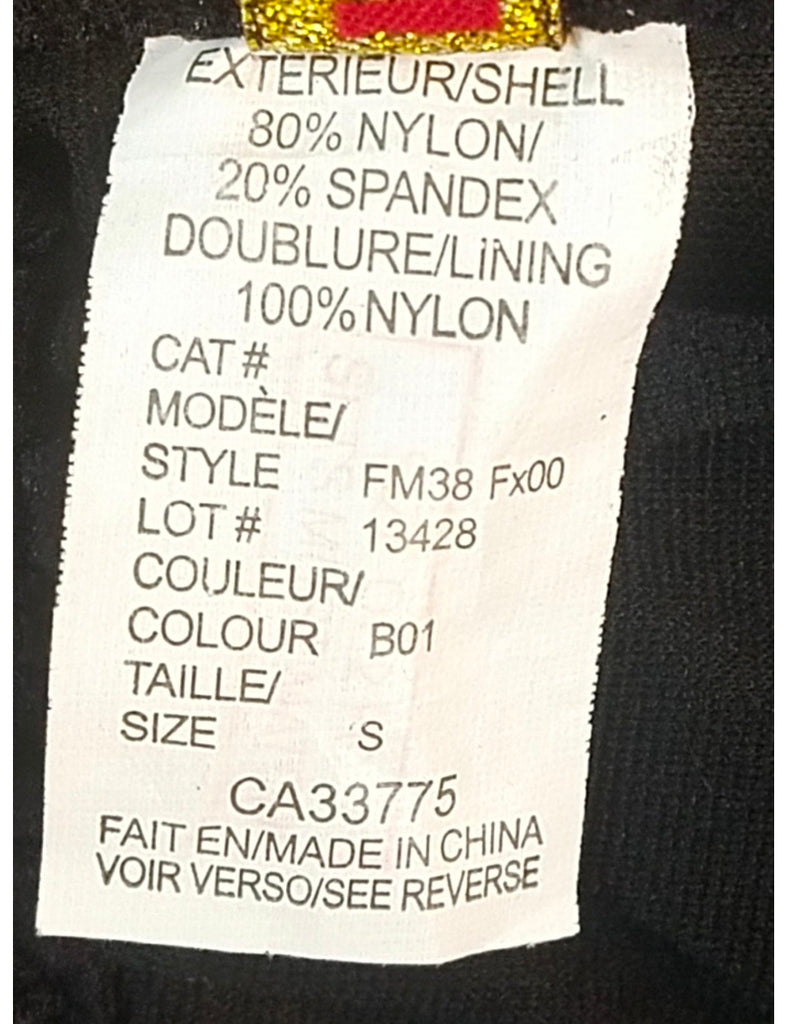 EXTERIEUR/SHELL
80% NYLON/
20% SPANDEX
DOUBLURE/LINING
100% NYLON
CAT #
MODÈLE/
STYLE FM38 Fx00
LOT # 13428
COULEUR/
COLOUR B01
TAILLE/
SIZE S
CA33775
FAIT EN/MADE IN CHINA
VOIR VERSO/SEE REVERSE